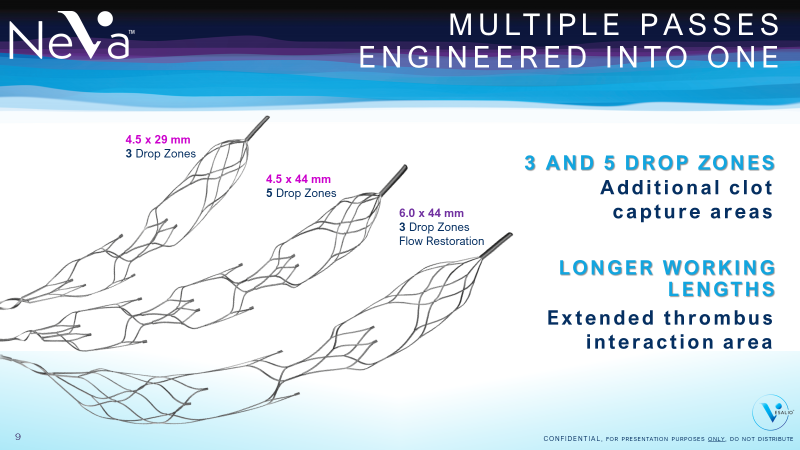 NeVa™
MULTIPLE PASSES
ENGINEERED INTO ONE
4.5 x 29 mm
3 Drop Zones
4.5 x 44 mm
5 Drop Zones
6.0 x 44 mm
3 Drop Zones
Flow Restoration
3 AND 5 DROP ZONES
Additional clot
capture areas
LONGER WORKING
LENGTHS
Extended thrombus
interaction area
VESALIO
9
CONFIDENTIAL, FOR PRESENTATION PURPOSES ONLY, DO NOT DISTRIBUTE